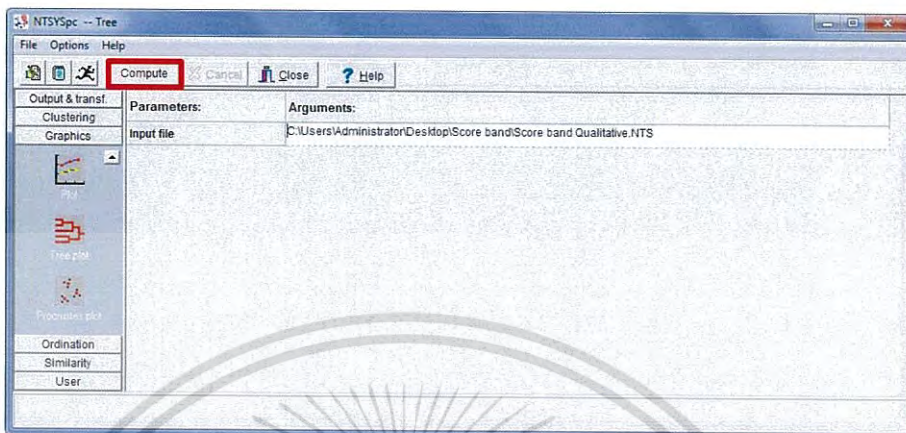 NTSYSpc -- Tree
File Options Help
Compute Cancel Close ? Help
Output & transf.
Clustering
Graphics
Plot
Tree plot
Procrustes plot
Ordination
Similarity
User
Parameters: Arguments:
Input file C:\Users\Administrator\Desktop\Score band\Score band Qualitative.NTS